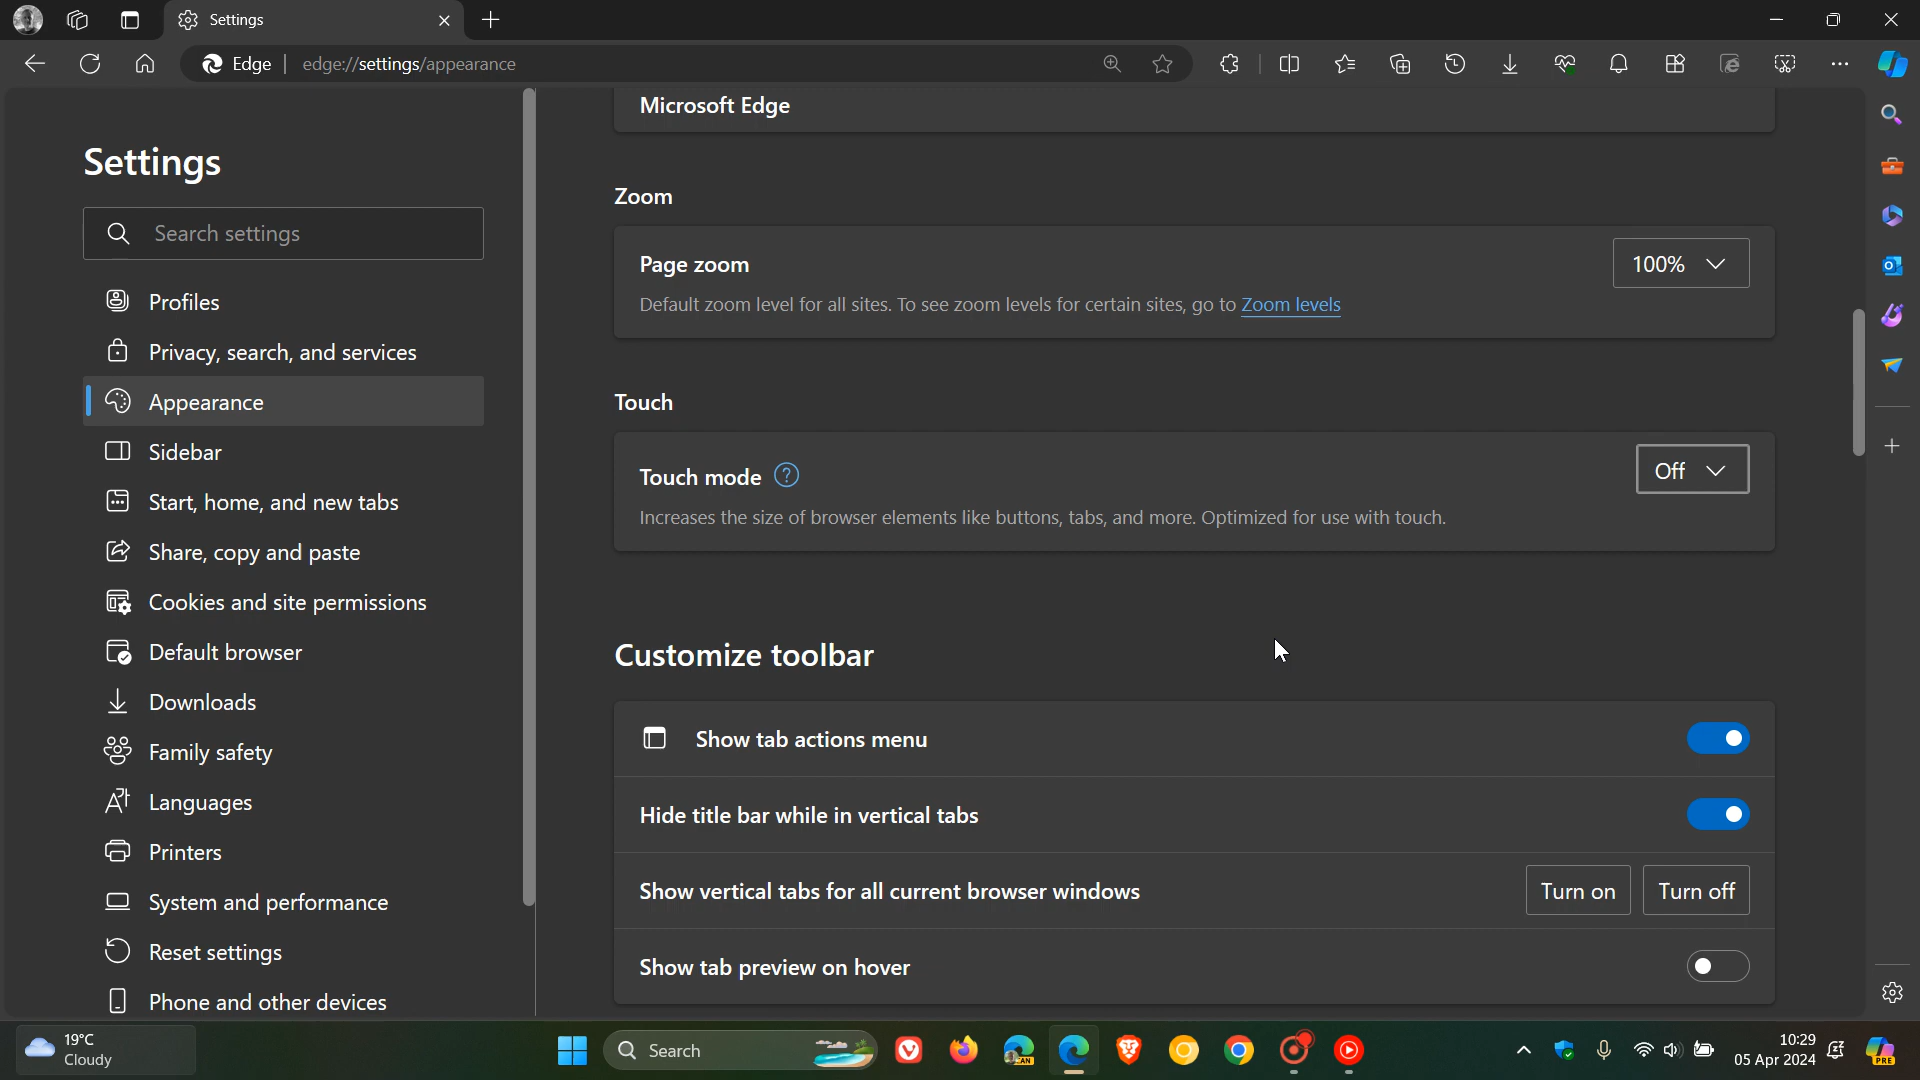 Settings
Edge
edge://settings/appearance
Settings
Search settings
Profiles
Privacy, search, and services
Appearance
Sidebar
Start, home, and new tabs
Share, copy and paste
Cookies and site permissions
Default browser
Downloads
Family safety
Languages
Printers
System and performance
Reset settings
Phone and other devices
Microsoft Edge
Zoom
Page zoom
100%
Default zoom level for all sites. To see zoom levels for certain sites, go to Zoom levels
Touch
Touch mode
Off
Increases the size of browser elements like buttons, tabs, and more. Optimized for use with touch.
Customize toolbar
Show tab actions menu
Hide title bar while in vertical tabs
Show vertical tabs for all current browser windows
Turn on
Turn off
Show tab preview on hover
19°C
Cloudy
Search
CAN
10:29
05 Apr 2024
PRE